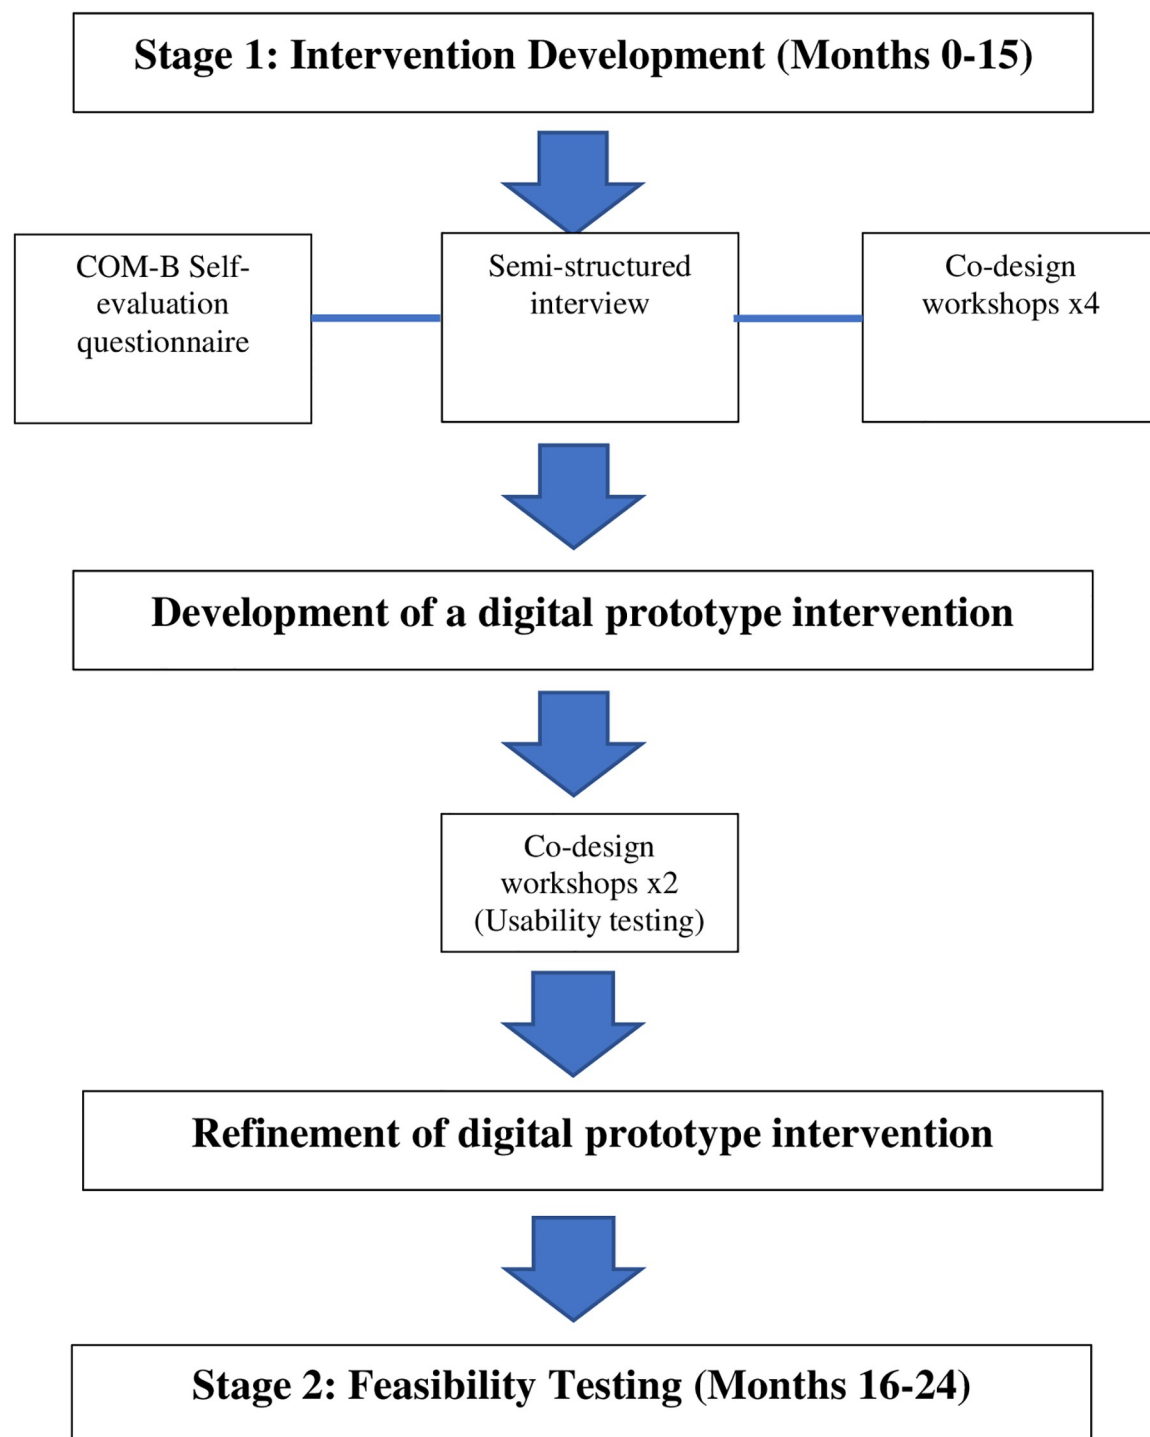 Stage 1: Intervention Development (Months 0-15)
COM-B Self-
evaluation
questionnaire
Semi-structured
interview
Co-design
workshops x4
Development of a digital prototype intervention
Co-design
workshops x2
(Usability testing)
Refinement of digital prototype intervention
Stage 2: Feasibility Testing (Months 16-24)